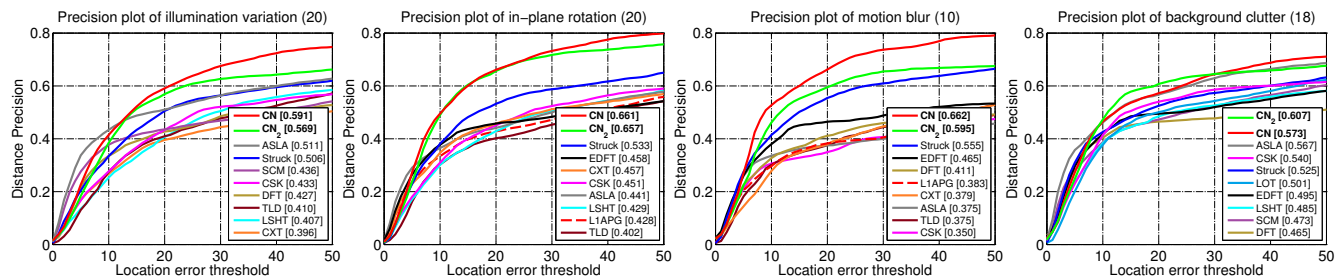 Precision plot of illumination variation (20)
Distance Precision
0.8
0.6
0.4
0.2
0
0 10 20 30 40 50
Location error threshold
CN [0.591]
CN2 [0.569]
ASLA [0.511]
Struck [0.506]
SCM [0.436]
CSK [0.433]
DFT [0.427]
TLD [0.410]
LSHT [0.407]
CXT [0.396]
Precision plot of in−plane rotation (20)
Distance Precision
0.8
0.6
0.4
0.2
0
0 10 20 30 40 50
Location error threshold
CN [0.661]
CN2 [0.657]
Struck [0.533]
EDFT [0.458]
CXT [0.457]
CSK [0.451]
ASLA [0.441]
LSHT [0.429]
L1APG [0.428]
TLD [0.402]
Precision plot of motion blur (10)
Distance Precision
0.8
0.6
0.4
0.2
0
0 10 20 30 40 50
Location error threshold
CN [0.662]
CN2 [0.595]
Struck [0.555]
EDFT [0.465]
DFT [0.411]
L1APG [0.383]
CXT [0.379]
ASLA [0.375]
TLD [0.375]
CSK [0.350]
Precision plot of background clutter (18)
Distance Precision
0.8
0.6
0.4
0.2
0
0 10 20 30 40 50
Location error threshold
CN2 [0.607]
CN [0.573]
ASLA [0.567]
CSK [0.540]
Struck [0.525]
LOT [0.501]
EDFT [0.495]
LSHT [0.485]
SCM [0.473]
DFT [0.465]